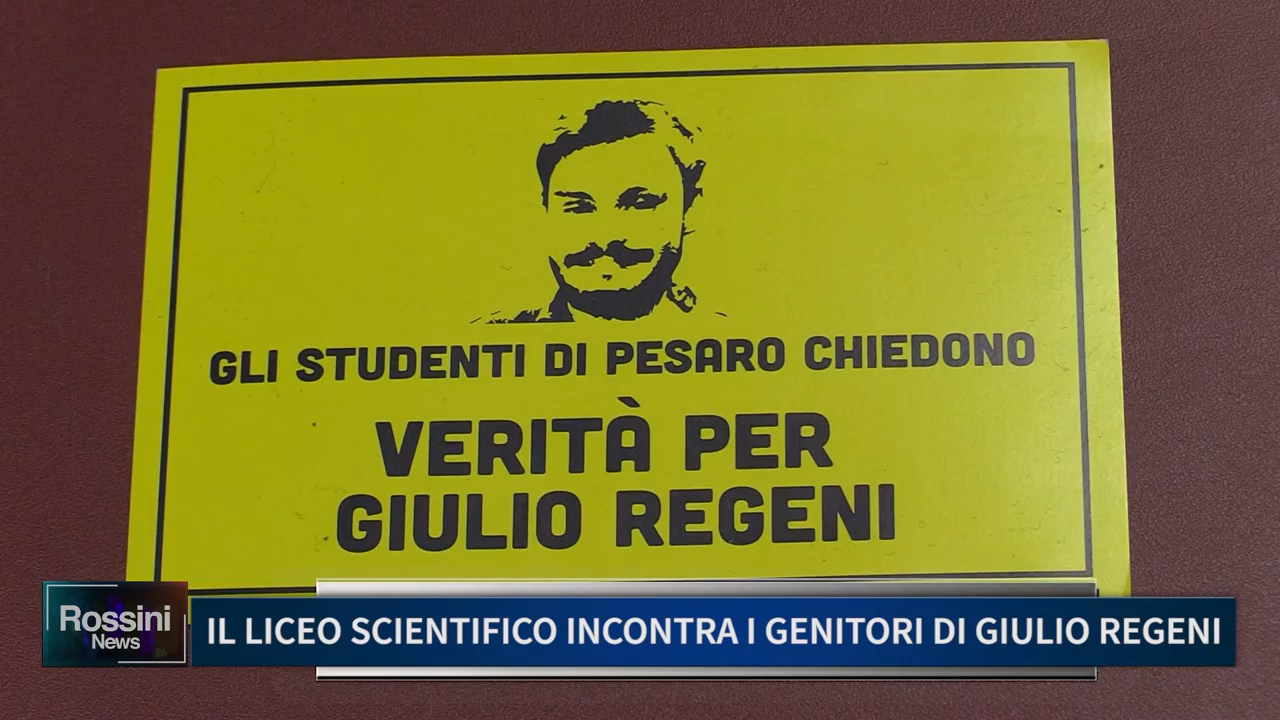 GLI STUDENTI DI PESARO CHIEDONO
VERITÀ PER
GIULIO REGENI
Rossini
News
IL LICEO SCIENTIFICO INCONTRA I GENITORI DI GIULIO REGENI